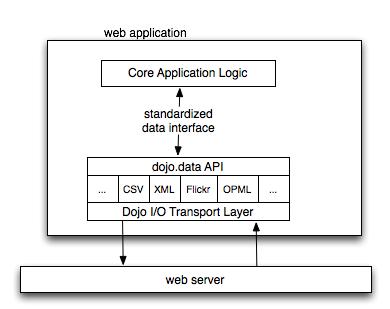 web application
Core Application Logic
standardized
data interface
dojo.data API
... CSV XML Flickr OPML ...
Dojo I/O Transport Layer
web server